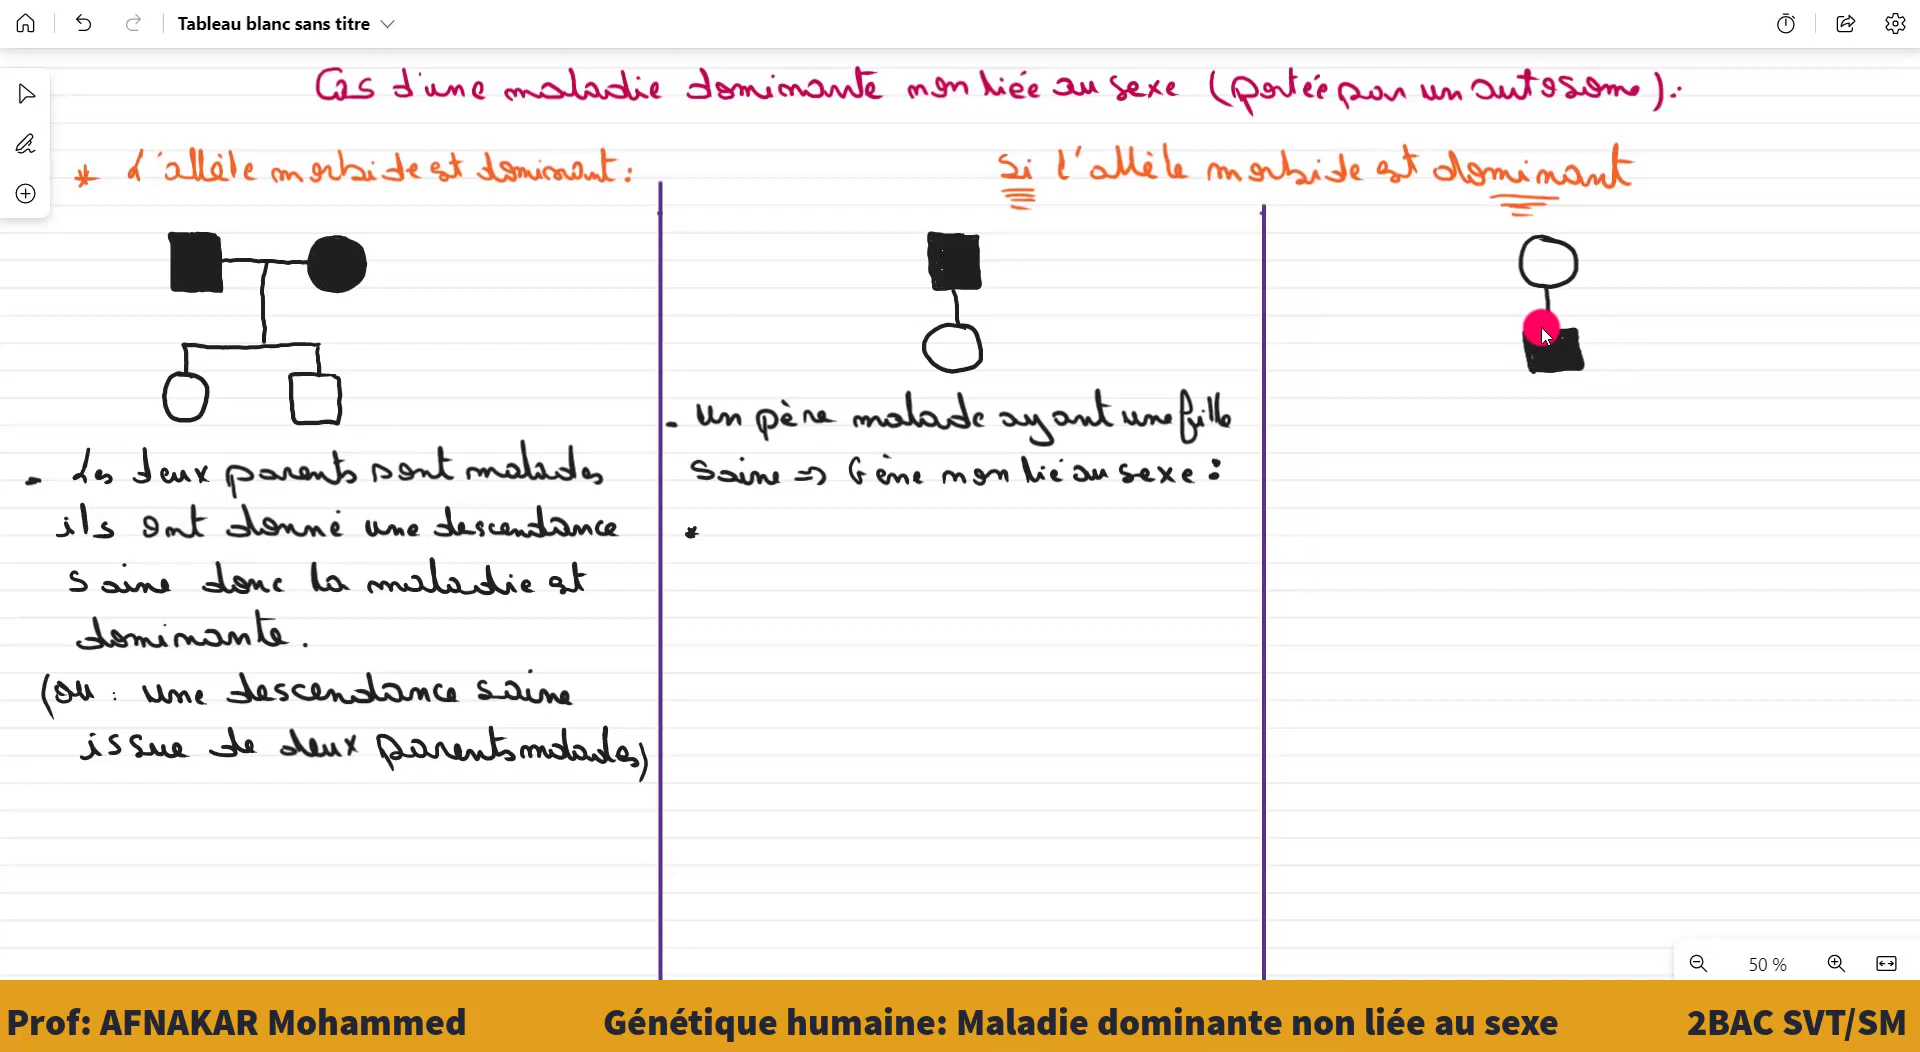 Tableau blanc sans titre
Cas d'une maladie dominante non liée au sexe (portée par un autosome).
* L'allèle morbide est dominant :
Si l'allèle morbide est dominant
- Les deux parents sont malades
ils ont donné une descendance
saine donc la maladie est
dominante.
(ou : une descendance saine
issue de deux parents malades)
- Un père malade ayant une fille
saine => Gène non lié au sexe :
*
50 %
Prof: AFNAKAR Mohammed
Génétique humaine: Maladie dominante non liée au sexe
2BAC SVT/SM